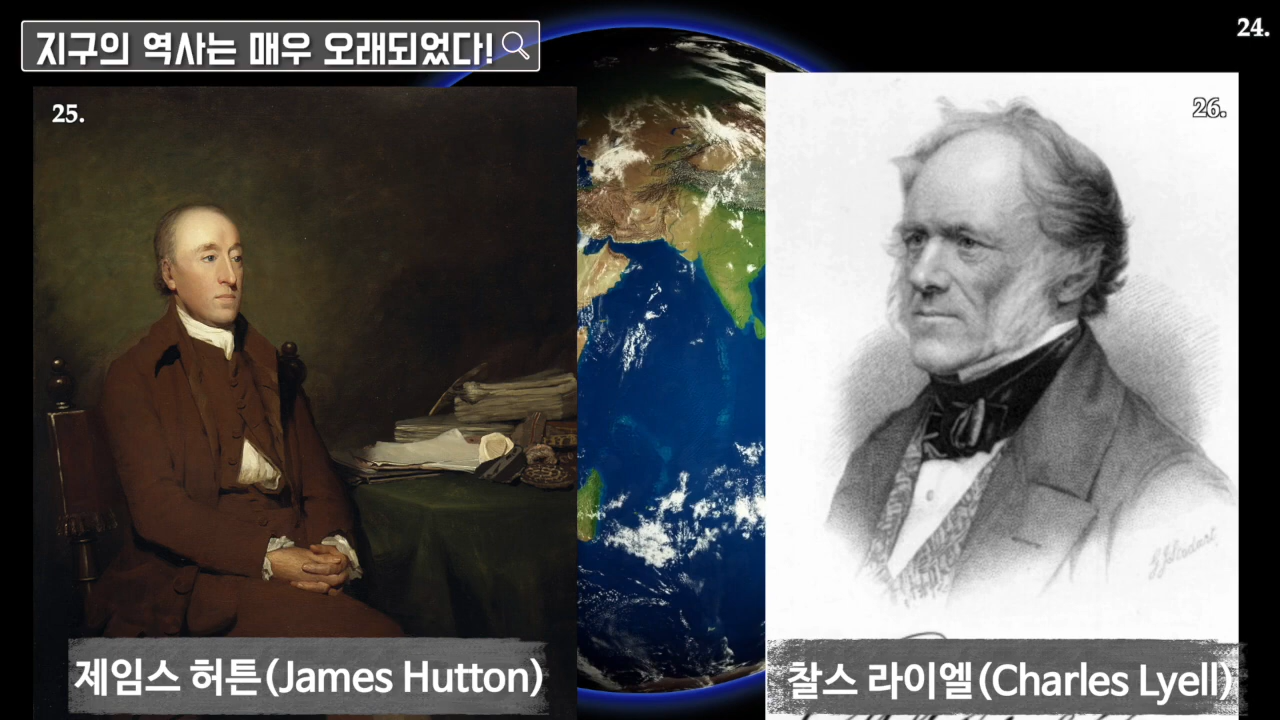 지구의 역사는 매우 오래되었다!
24.
25.
26.
제임스 허튼(James Hutton)
찰스 라이엘(Charles Lyell)